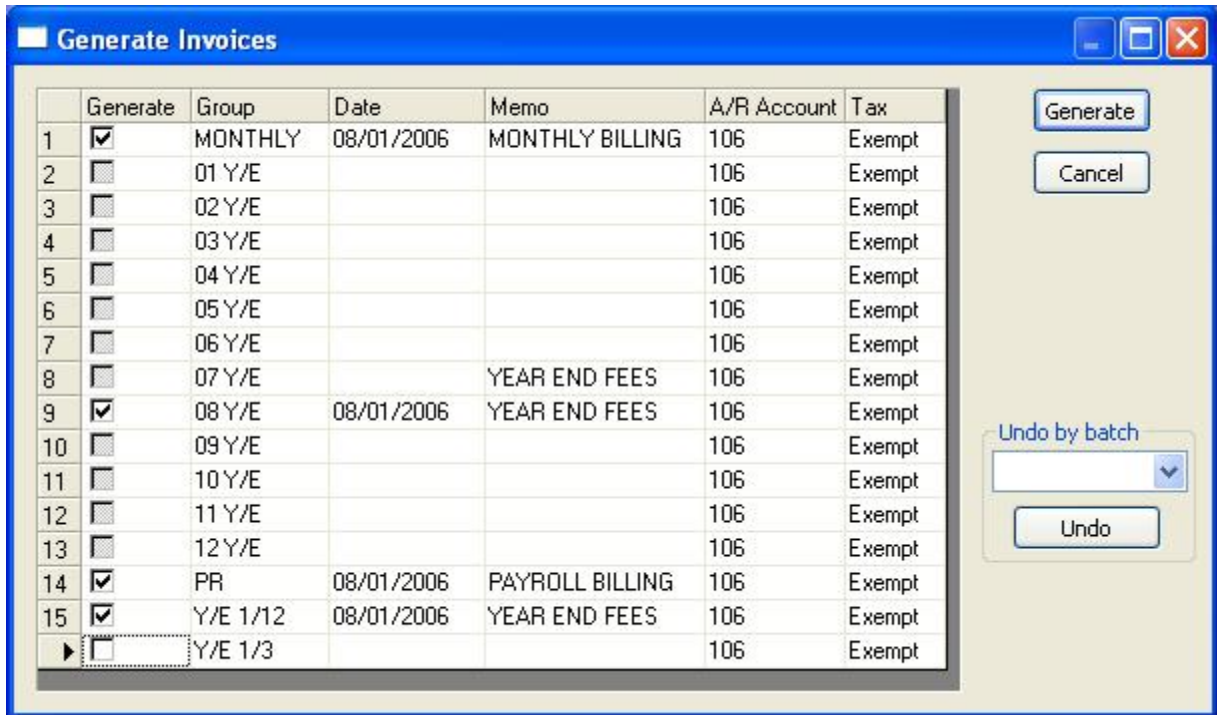 Generate Invoices
Generate Group Date Memo A/R Account Tax
1 MONTHLY 08/01/2006 MONTHLY BILLING 106 Exempt
2 01 Y/E 106 Exempt
3 02 Y/E 106 Exempt
4 03 Y/E 106 Exempt
5 04 Y/E 106 Exempt
6 05 Y/E 106 Exempt
7 06 Y/E 106 Exempt
8 07 Y/E YEAR END FEES 106 Exempt
9 08 Y/E 08/01/2006 YEAR END FEES 106 Exempt
10 09 Y/E 106 Exempt
11 10 Y/E 106 Exempt
12 11 Y/E 106 Exempt
13 12 Y/E 106 Exempt
14 PR 08/01/2006 PAYROLL BILLING 106 Exempt
15 Y/E 1/12 08/01/2006 YEAR END FEES 106 Exempt
Y/E 1/3 106 Exempt
Generate
Cancel
Undo by batch
Undo